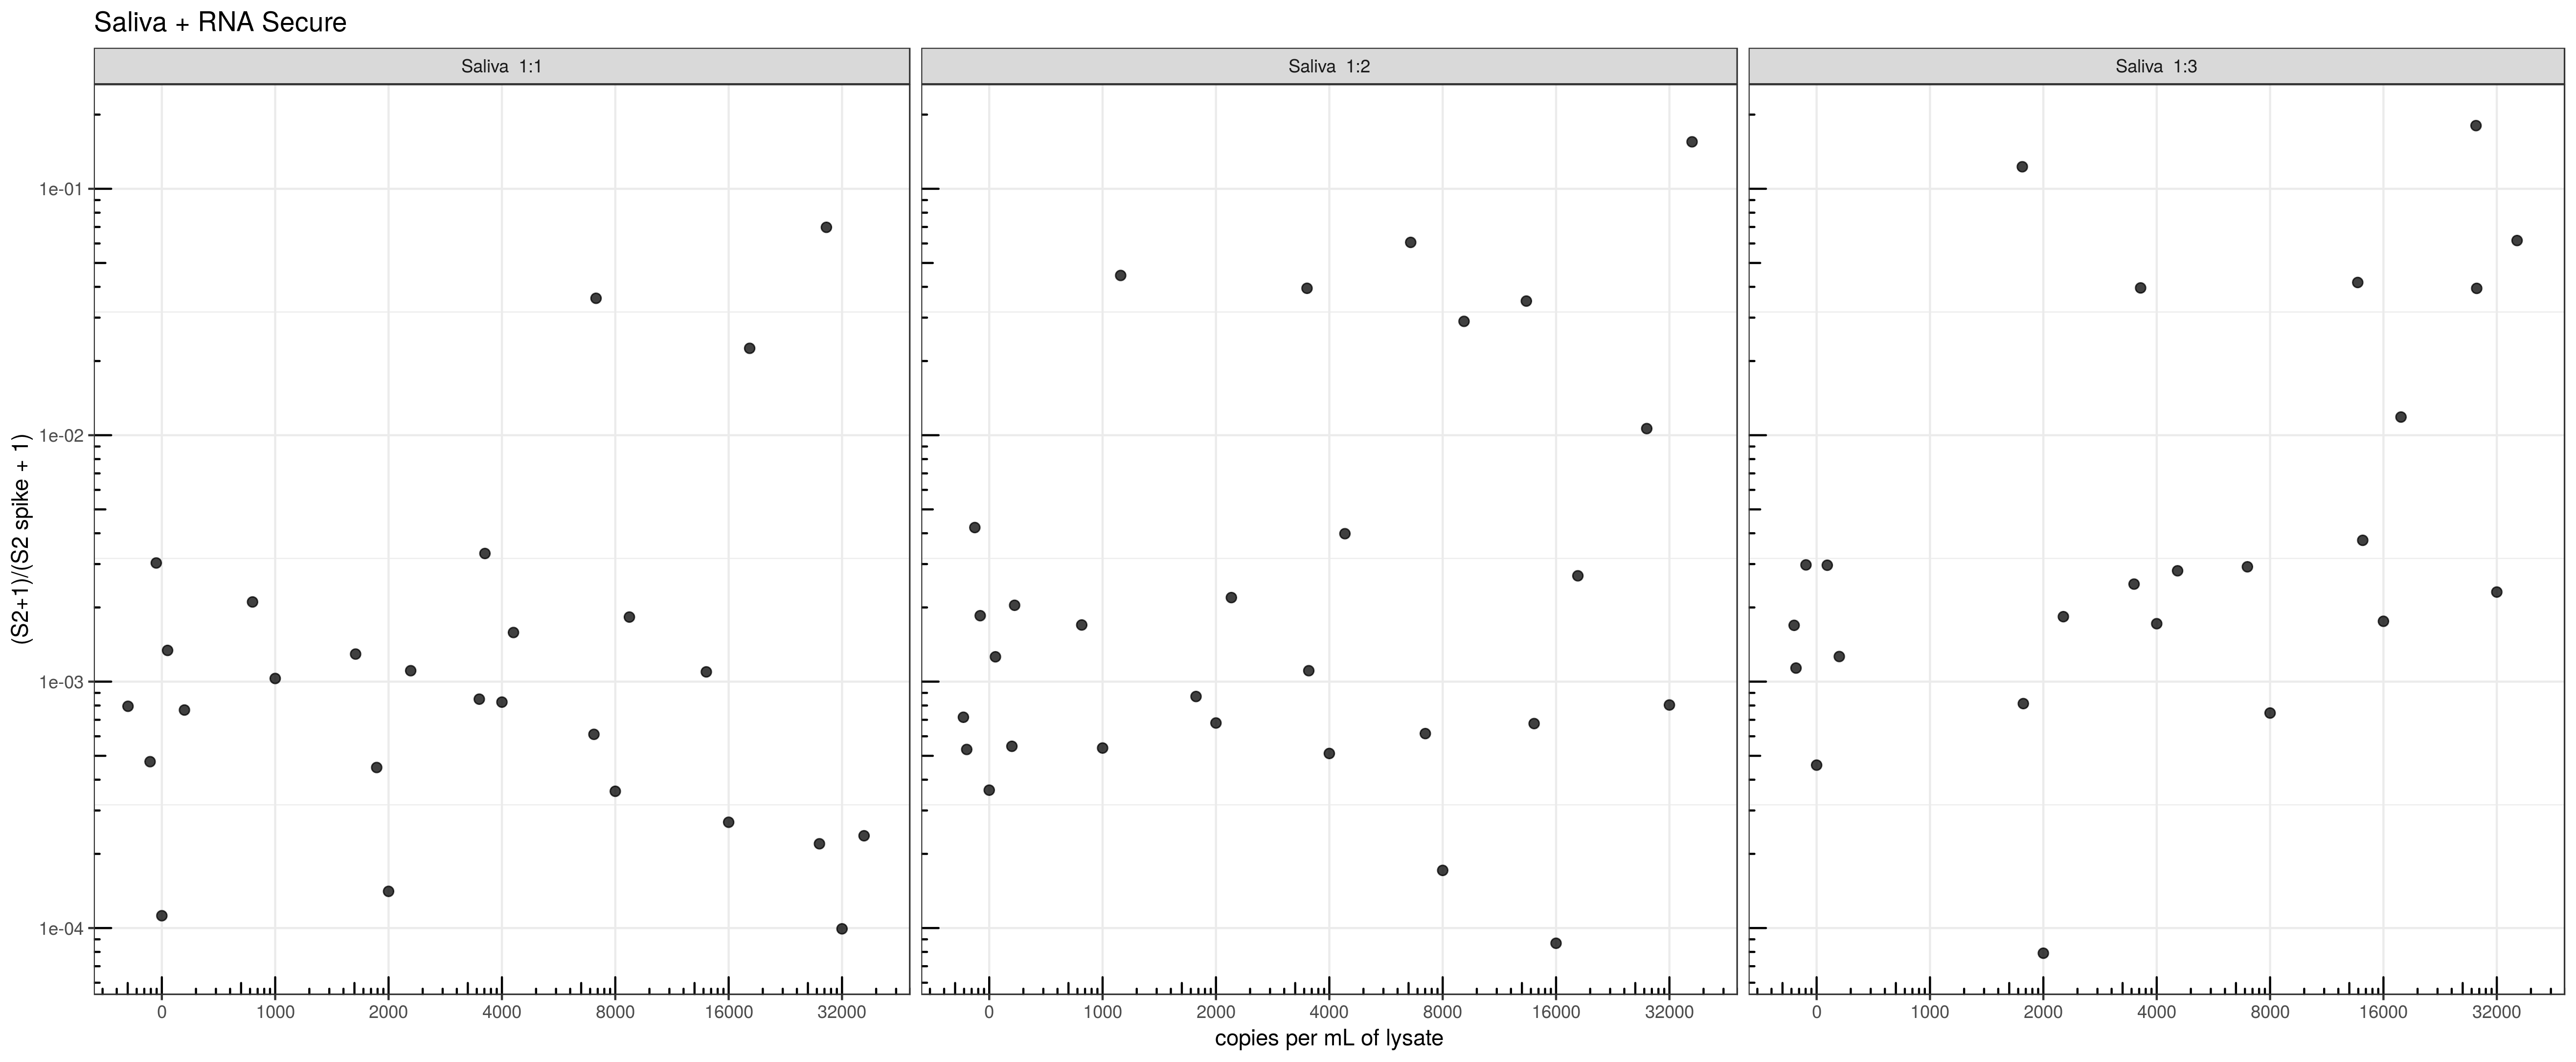 Saliva + RNA Secure
Saliva  1:1
Saliva  1:2
Saliva  1:3
(S2+1)/(S2 spike + 1)
1e-01
1e-02
1e-03
1e-04
0 1000 2000 4000 8000 16000 32000
0 1000 2000 4000 8000 16000 32000
0 1000 2000 4000 8000 16000 32000
copies per mL of lysate